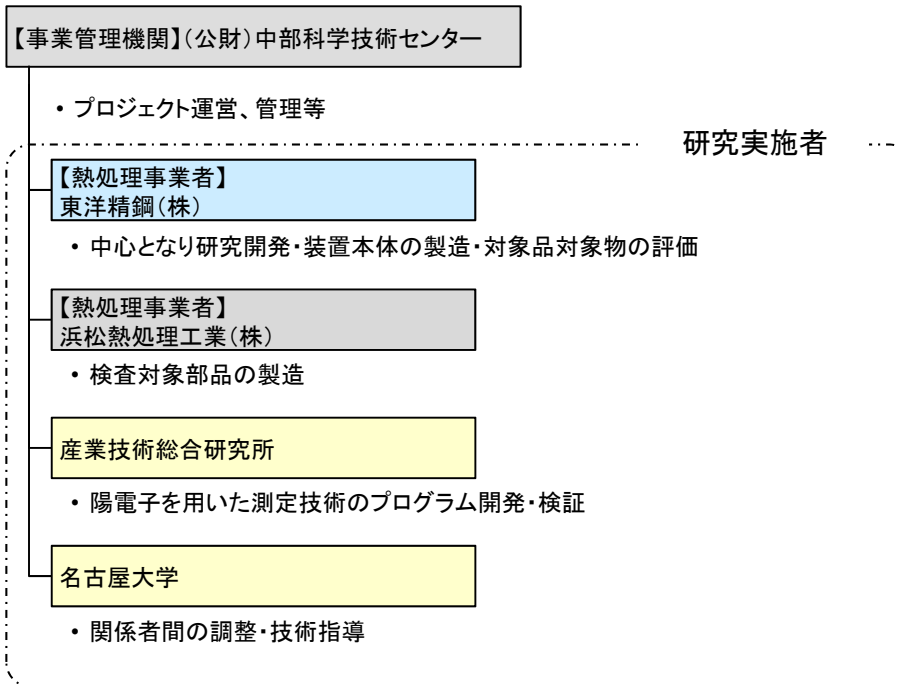 【事業管理機関】(公財)中部科学技術センター
・プロジェクト運営、管理等
研究実施者
【熱処理事業者】
東洋精鋼(株)
・中心となり研究開発・装置本体の製造・対象品対象物の評価
【熱処理事業者】
浜松熱処理工業(株)
・検査対象部品の製造
産業技術総合研究所
・陽電子を用いた測定技術のプログラム開発・検証
名古屋大学
・関係者間の調整・技術指導